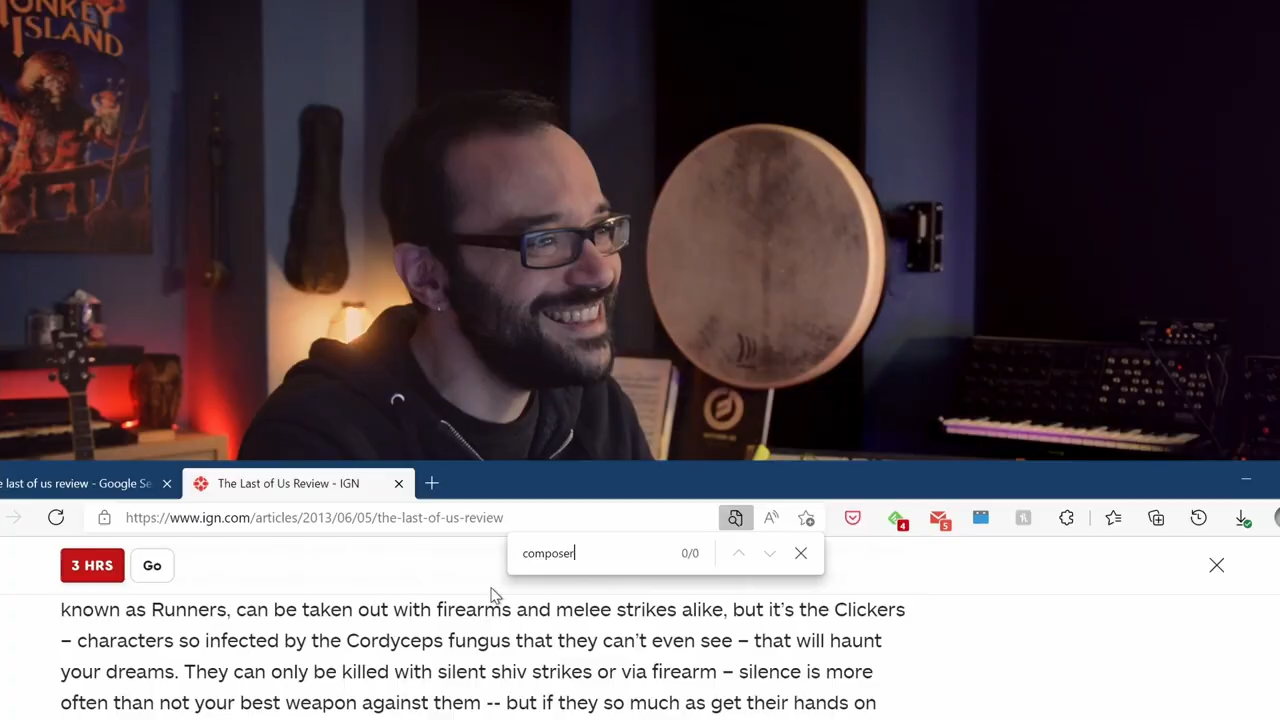 MONKEY
ISLAND
e last of us review - Google Se
The Last of Us Review - IGN
https://www.ign.com/articles/2013/06/05/the-last-of-us-review
4
5
composer
0/0
3 HRS
Go
known as Runners, can be taken out with firearms and melee strikes alike, but it's the Clickers
– characters so infected by the Cordyceps fungus that they can't even see – that will haunt
your dreams. They can only be killed with silent shiv strikes or via firearm – silence is more
often than not your best weapon against them -- but if they so much as get their hands on